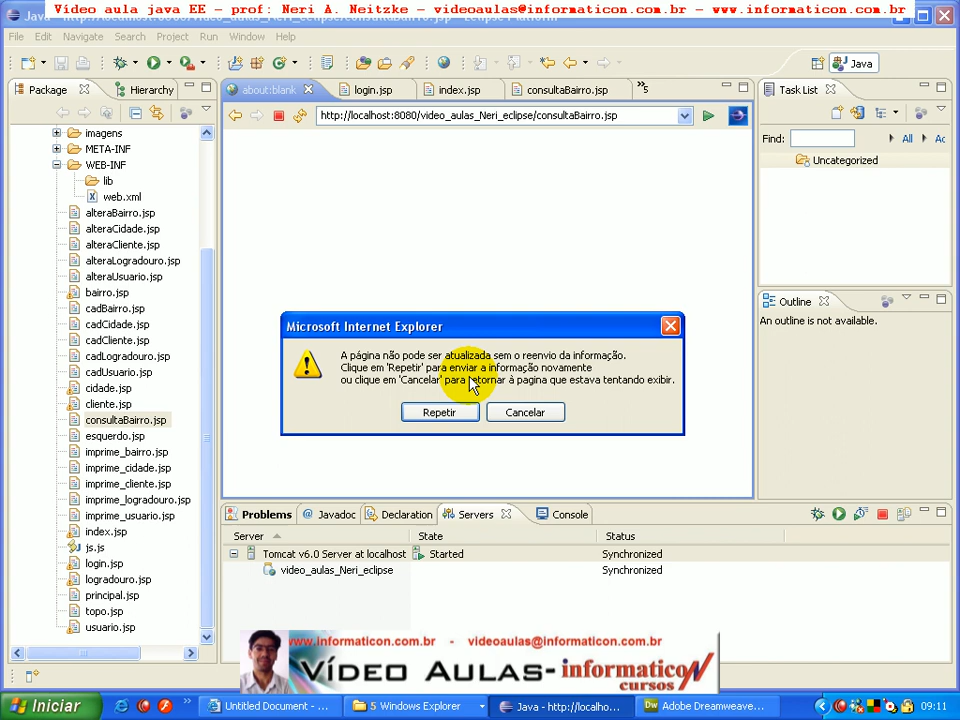 Vídeo aula java EE – prof: Neri A. Neitzke – videoaulas@informaticon.com.br – www.informaticon.com.br
File Edit Navigate Search Project Run Window Help
Java
Package
Hierarchy
about:blank
login.jsp
index.jsp
consultaBairro.jsp
5
Task List
http://localhost:8080/video_aulas_Neri_eclipse/consultaBairro.jsp
Find:
All
Ac
Uncategorized
imagens
META-INF
WEB-INF
lib
web.xml
alteraBairro.jsp
alteraCidade.jsp
alteraCliente.jsp
alteraLogradouro.jsp
alteraUsuario.jsp
bairro.jsp
cadBairro.jsp
cadCidade.jsp
cadCliente.jsp
cadLogradouro.jsp
cadUsuario.jsp
cidade.jsp
cliente.jsp
consultaBairro.jsp
esquerdo.jsp
imprime_bairro.jsp
imprime_cidade.jsp
imprime_cliente.jsp
imprime_logradouro.jsp
imprime_usuario.jsp
index.jsp
js.js
login.jsp
logradouro.jsp
principal.jsp
topo.jsp
usuario.jsp
Outline
An outline is not available.
Microsoft Internet Explorer
A página não pode ser atualizada sem o reenvio da informação.
Clique em 'Repetir' para enviar a informação novamente
ou clique em 'Cancelar' para retornar à pagina que estava tentando exibir.
Repetir
Cancelar
Problems
Javadoc
Declaration
Servers
Console
Server State Status
Tomcat v6.0 Server at localhost Started Synchronized
video_aulas_Neri_eclipse Synchronized
www.informaticon.com.br - videoaulas@informaticon.com.br
VÍDEO AULAS- informaticoN
cursos
Iniciar
Untitled Document - ...
5 Windows Explorer
Java - http://localho...
Adobe Dreamweave...
09:11